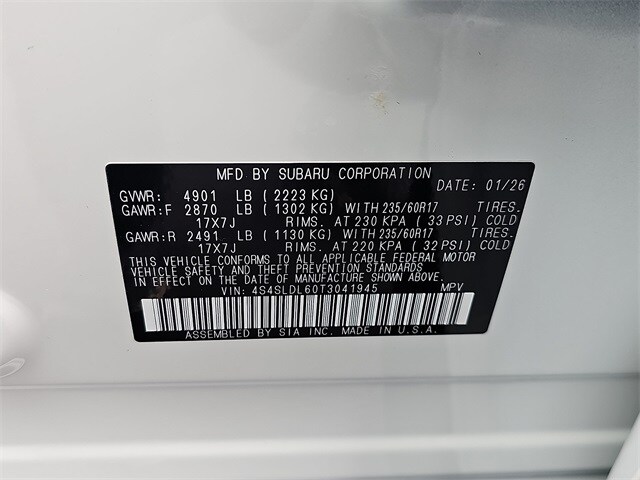 MFD BY SUBARU CORPORATION
DATE: 01/26
GVWR: 4901 LB (2223 KG)
GAWR:F 2870 LB (1302 KG) WITH 235/60R17 TIRES.
17X7J RIMS. AT 230 KPA (33 PSI) COLD
GAWR:R 2491 LB (1130 KG) WITH 235/60R17 TIRES.
17X7J RIMS. AT 220 KPA (32 PSI) COLD
THIS VEHICLE CONFORMS TO ALL APPLICABLE FEDERAL MOTOR
VEHICLE SAFETY AND THEFT PREVENTION STANDARDS
IN EFFECT ON THE DATE OF MANUFACTURE SHOWN ABOVE.
VIN: 4S4SLDL60T3041945 MPV
ASSEMBLED BY SIA INC. MADE IN U.S.A.